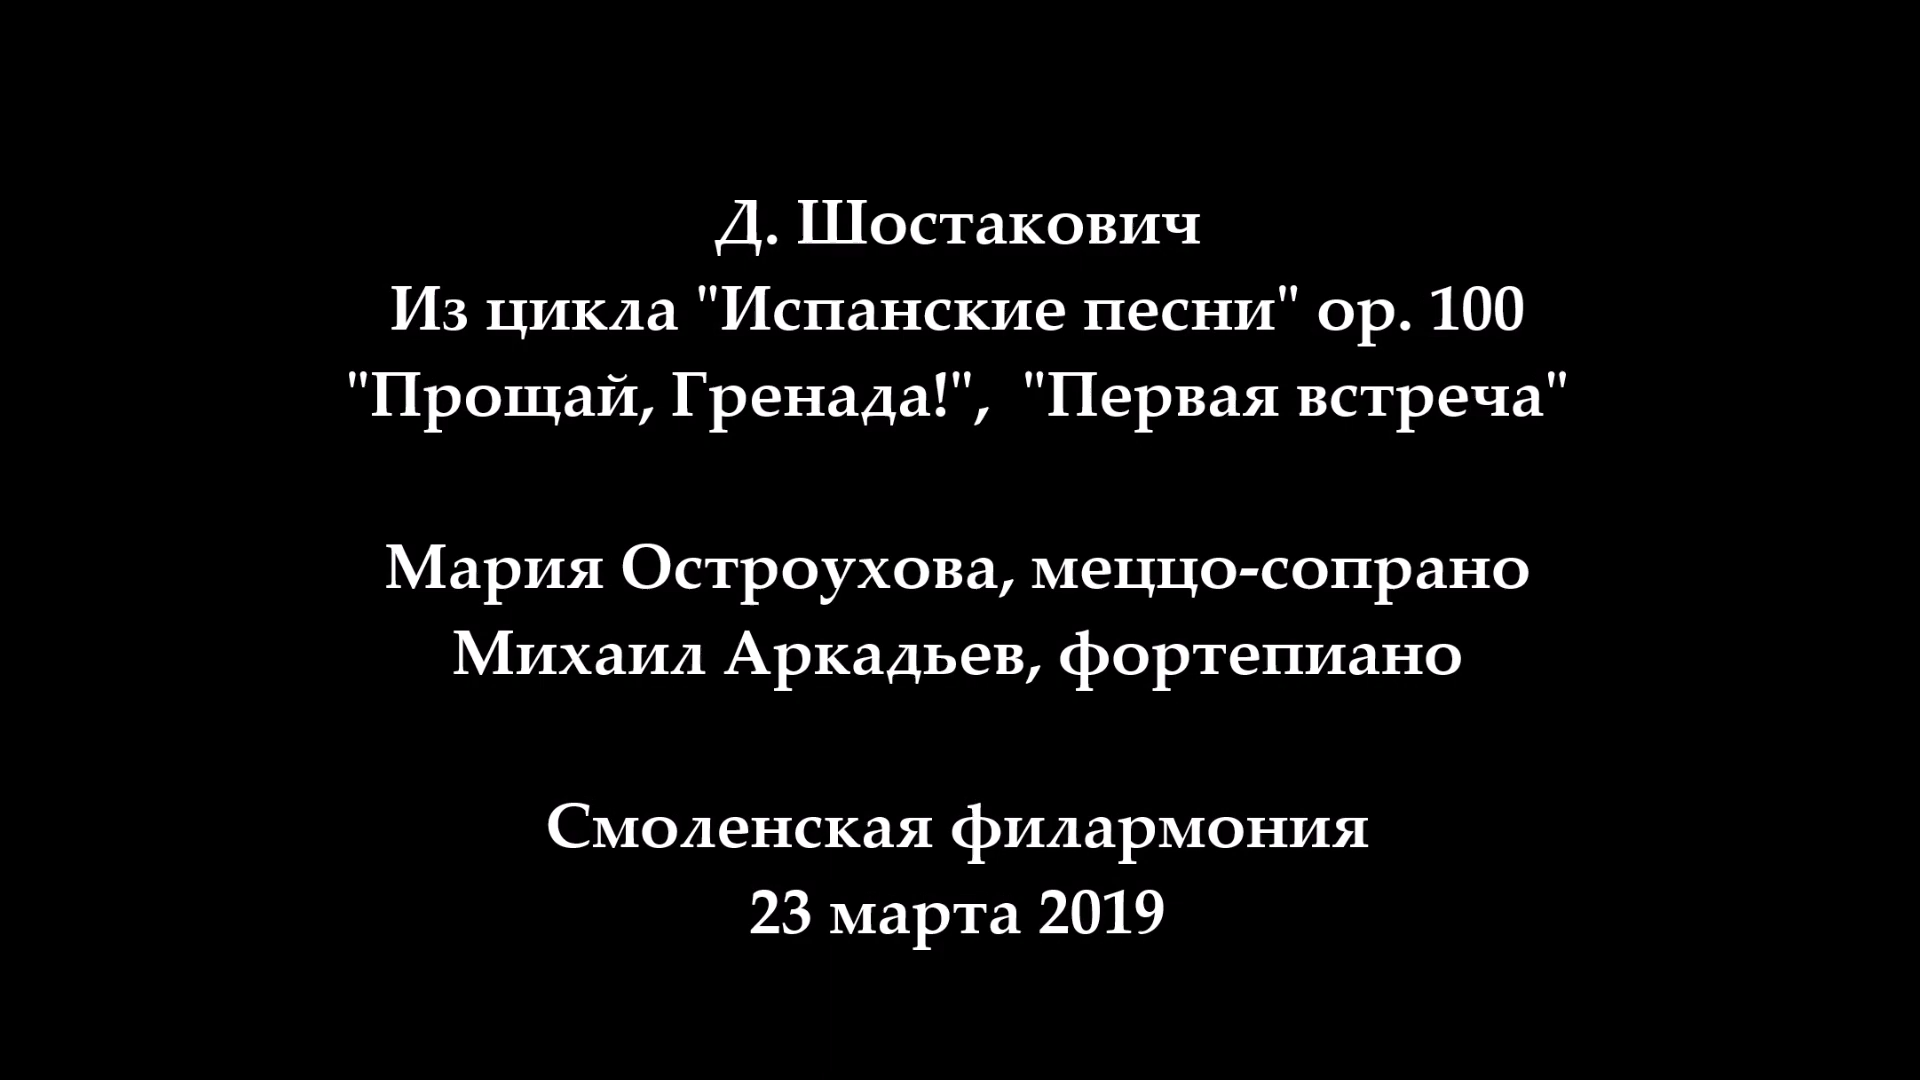 Д. Шостакович
Из цикла "Испанские песни" ор. 100
"Прощай, Гренада!", "Первая встреча"
Мария Остроухова, меццо-сопрано
Михаил Аркадьев, фортепиано
Смоленская филармония
23 марта 2019